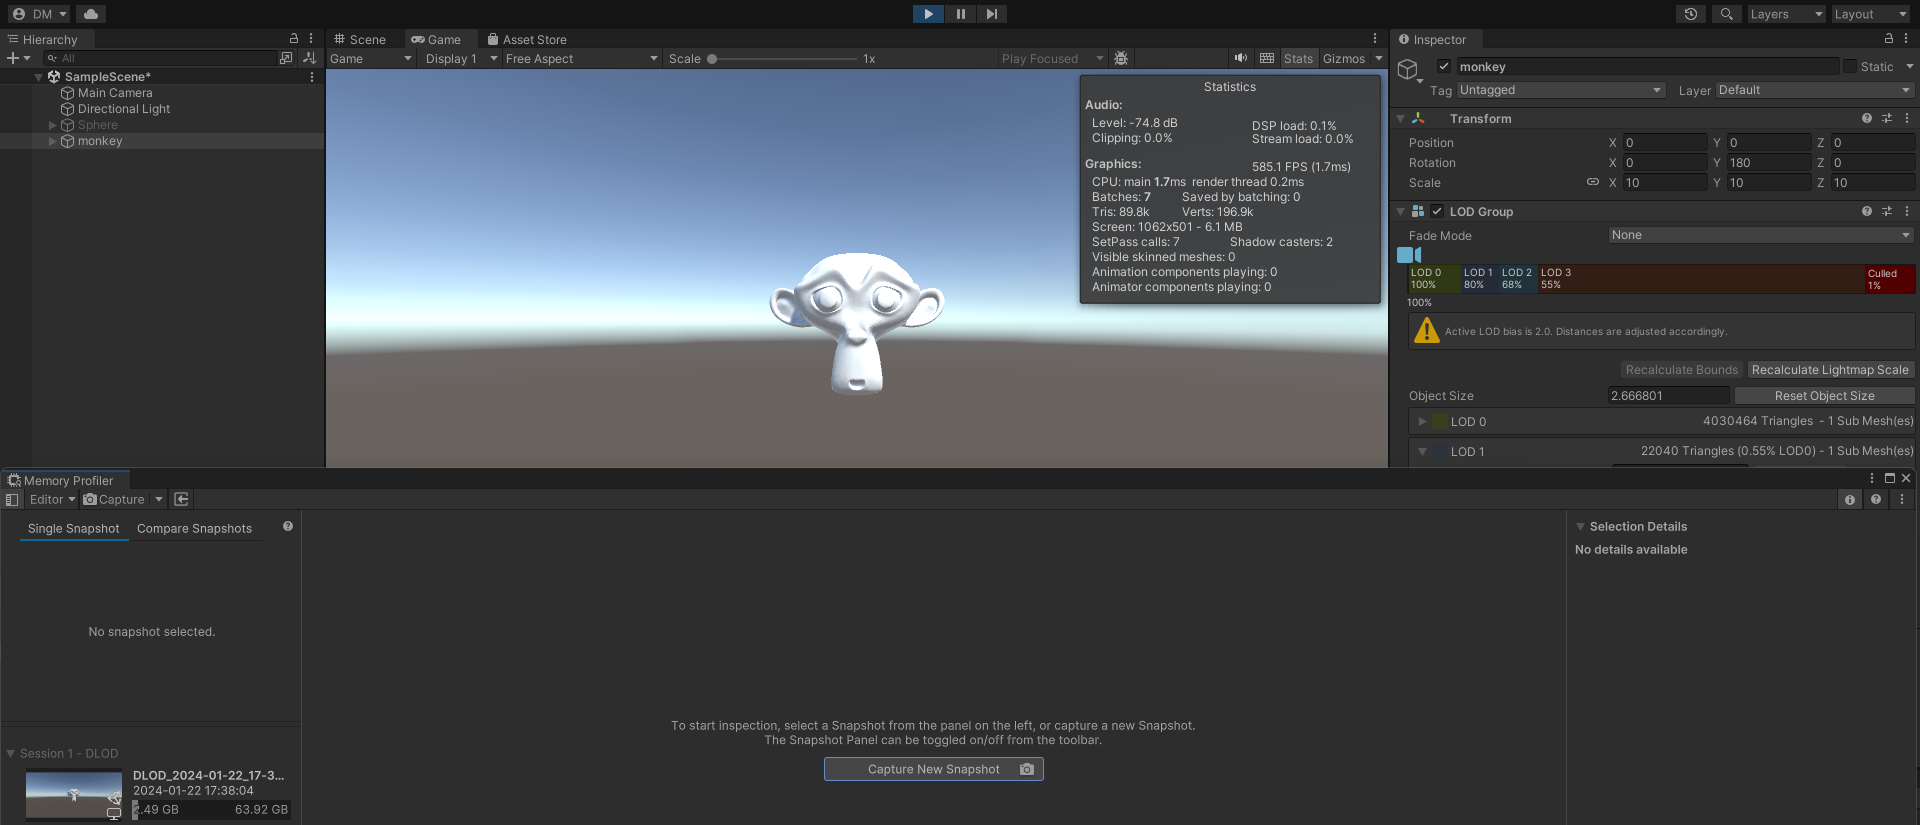 DM
Layers
Layout
Hierarchy
Scene
Game
Asset Store
Inspector
All
Game
Display 1
Free Aspect
Scale
1x
Play Focused
Stats
Gizmos
SampleScene*
Main Camera
Directional Light
Sphere
monkey
Statistics
Audio:
Level: -74.8 dB
DSP load: 0.1%
Clipping: 0.0%
Stream load: 0.0%
Graphics:
585.1 FPS (1.7ms)
CPU: main 1.7ms render thread 0.2ms
Batches: 7 Saved by batching: 0
Tris: 89.8k Verts: 196.9k
Screen: 1062x501 - 6.1 MB
SetPass calls: 7 Shadow casters: 2
Visible skinned meshes: 0
Animation components playing: 0
Animator components playing: 0
monkey
Static
Tag Untagged
Layer Default
Transform
Position X 0 Y 0 Z 0
Rotation X 0 Y 180 Z 0
Scale X 10 Y 10 Z 10
LOD Group
Fade Mode None
LOD 0 LOD 1 LOD 2 LOD 3 Culled
100% 80% 68% 55% 1%
100%
Active LOD bias is 2.0. Distances are adjusted accordingly.
Recalculate Bounds
Recalculate Lightmap Scale
Object Size 2.666801 Reset Object Size
LOD 0 4030464 Triangles - 1 Sub Mesh(es)
LOD 1 22040 Triangles (0.55% LOD0) - 1 Sub Mesh(es)
Memory Profiler
Editor
Capture
Single Snapshot
Compare Snapshots
No snapshot selected.
Session 1 - DLOD
DLOD_2024-01-22_17-3...
2024-01-22 17:38:04
.49 GB 63.92 GB
To start inspection, select a Snapshot from the panel on the left, or capture a new Snapshot.
The Snapshot Panel can be toggled on/off from the toolbar.
Capture New Snapshot
Selection Details
No details available